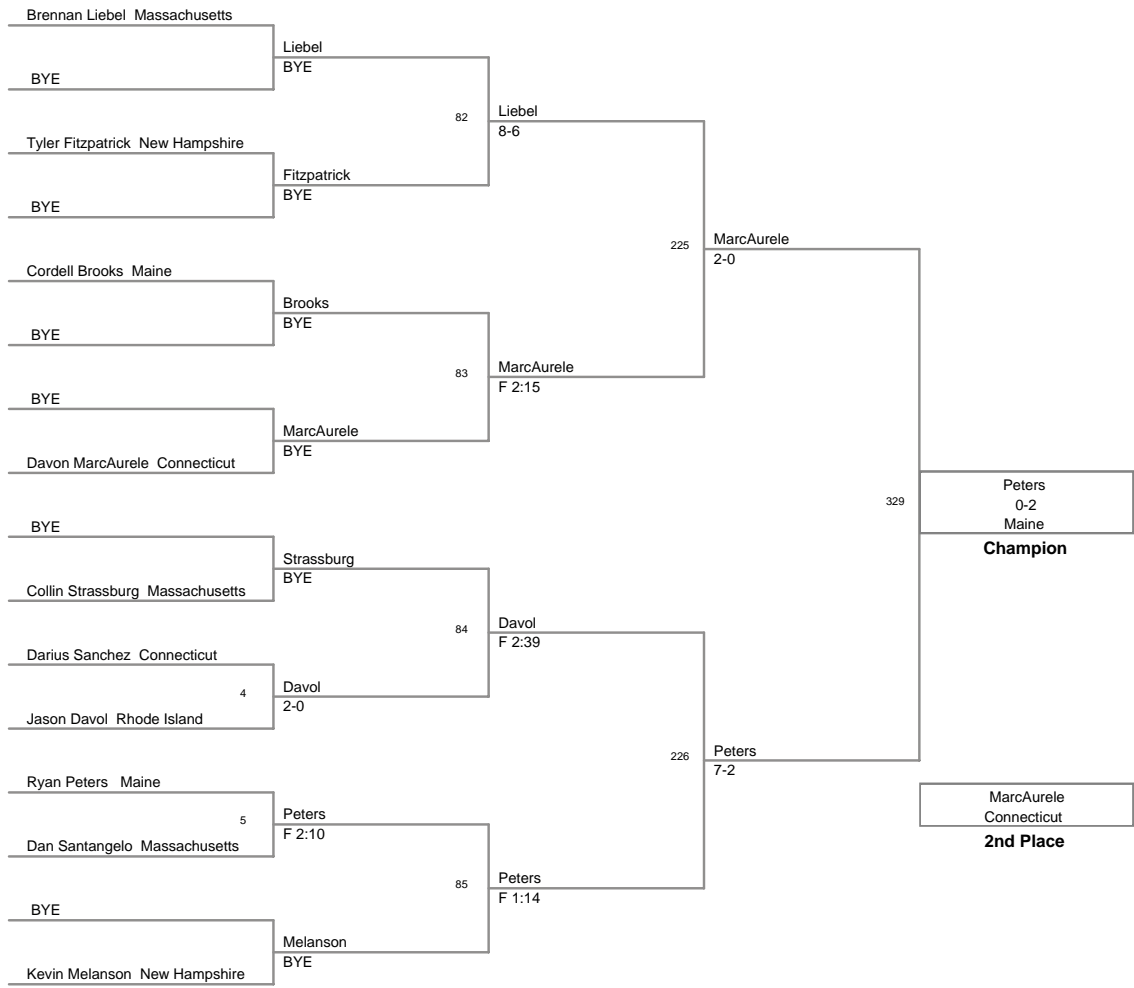 Brennan Liebel  Massachusetts
Liebel
BYE
BYE
82
Liebel
8-6
Tyler Fitzpatrick  New Hampshire
Fitzpatrick
BYE
BYE
225
MarcAurele
2-0
Cordell Brooks  Maine
Brooks
BYE
BYE
83
MarcAurele
F 2:15
BYE
MarcAurele
BYE
Davon MarcAurele  Connecticut
329
Peters
0-2
Maine
Champion
BYE
Strassburg
BYE
Collin Strassburg  Massachusetts
84
Davol
F 2:39
Darius Sanchez  Connecticut
4
Davol
2-0
Jason Davol  Rhode Island
226
Peters
7-2
Ryan Peters  Maine
5
Peters
F 2:10
Dan Santangelo  Massachusetts
MarcAurele
Connecticut
2nd Place
85
Peters
F 1:14
BYE
Melanson
BYE
Kevin Melanson  New Hampshire